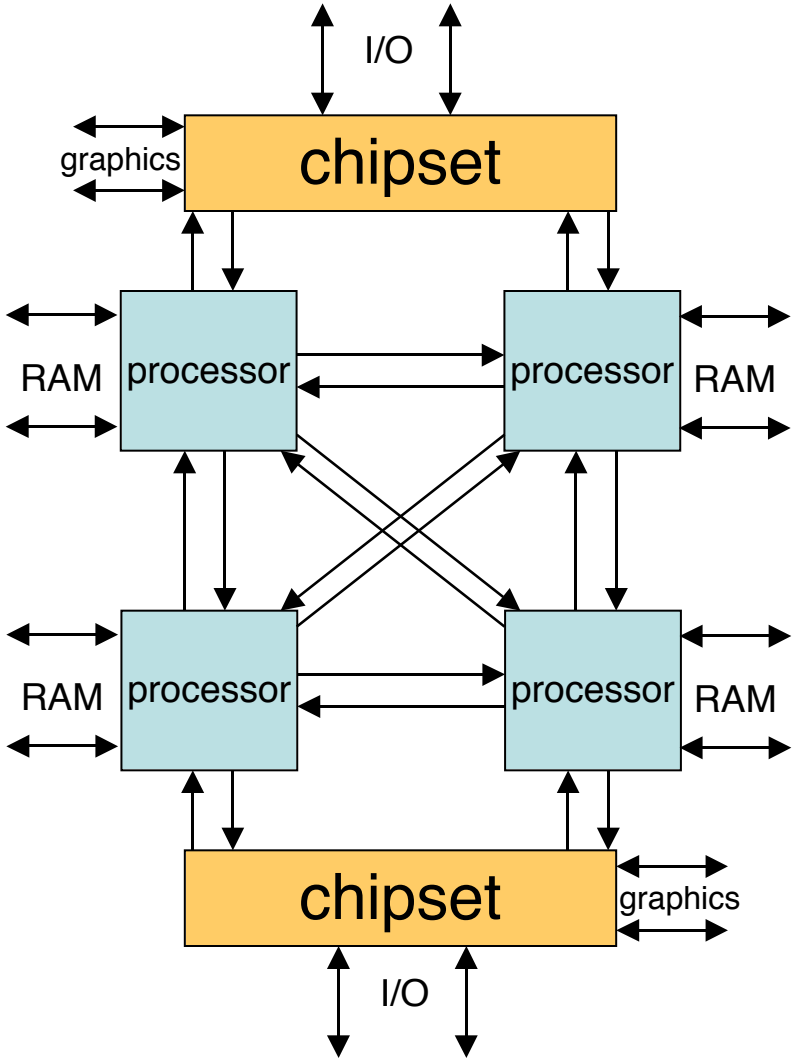 I/O
graphics
chipset
RAM
processor
processor
RAM
RAM
processor
processor
RAM
chipset
graphics
I/O